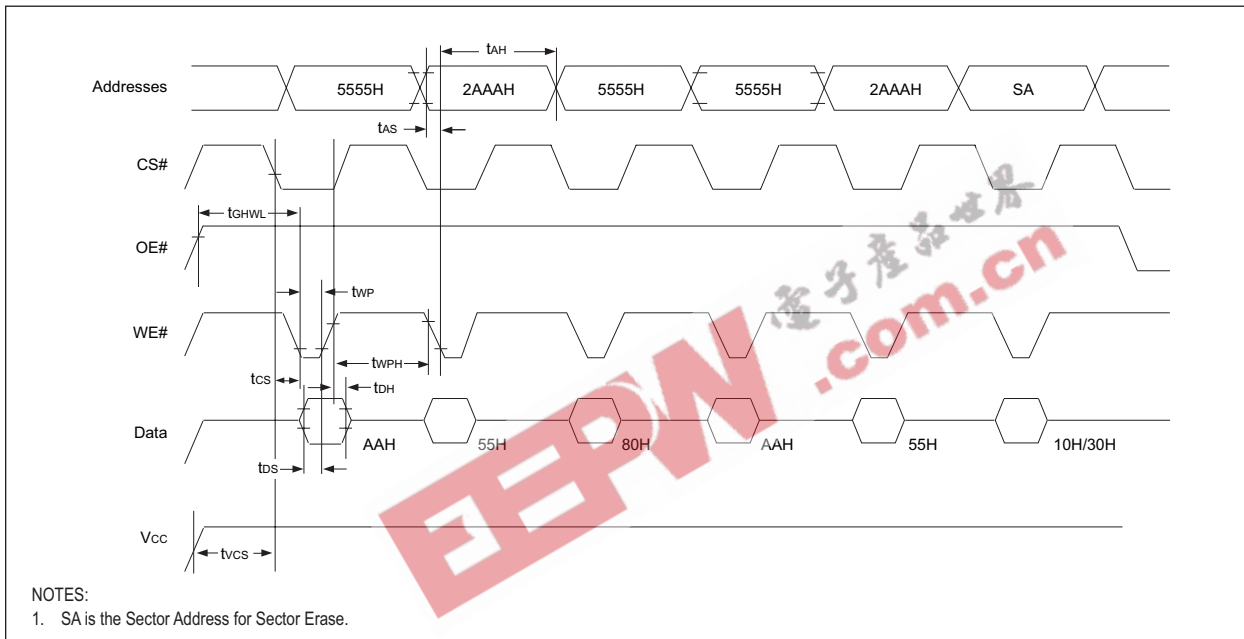 tAH
Addresses 5555H 2AAAH 5555H 5555H 2AAAH SA
tAS
CS#
tGHWL
OE#
tWP
WE#
tWPH
tCS
tDH
Data AAH 55H 80H AAH 55H 10H/30H
tDS
Vcc
tVCS
NOTES:
1. SA is the Sector Address for Sector Erase.
EEPW
.com.cn
電子產品世界